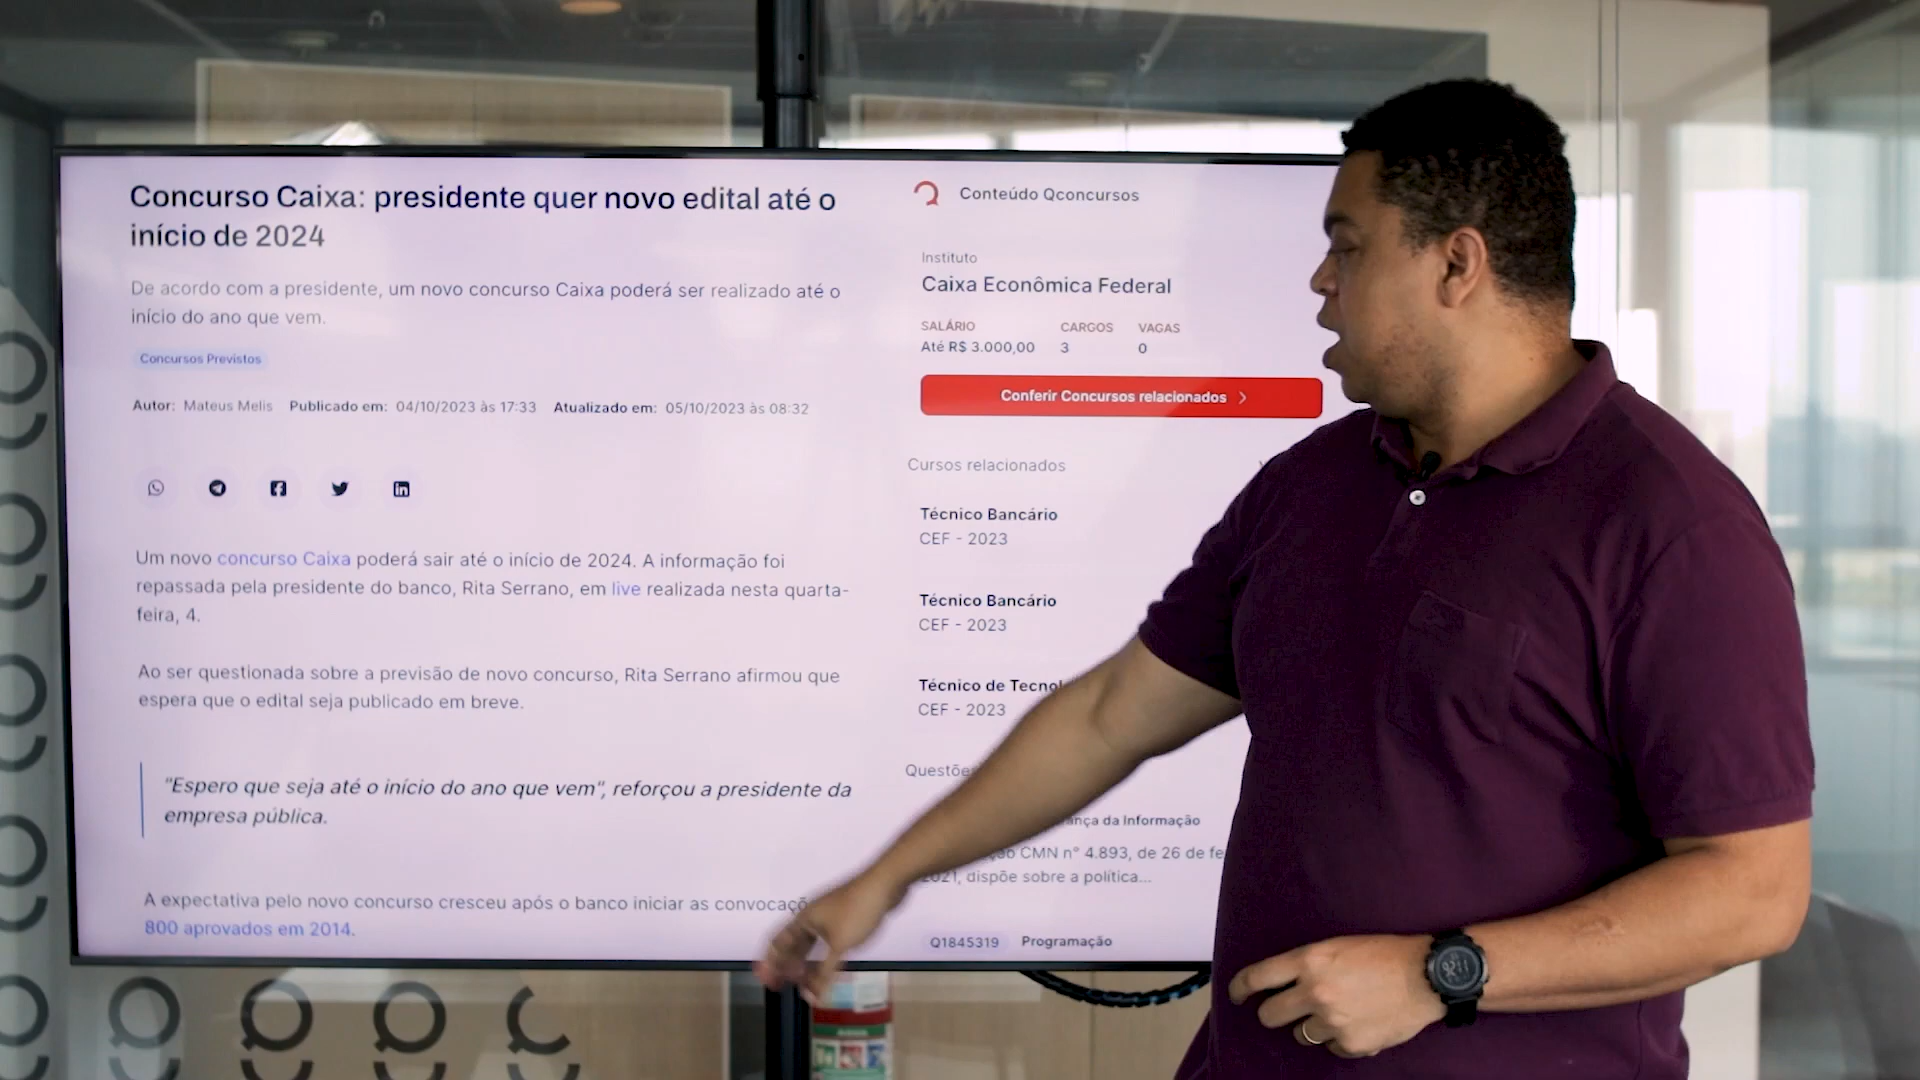 Concurso Caixa: presidente quer novo edital até o
início de 2024
De acordo com a presidente, um novo concurso Caixa poderá ser realizado até o
início do ano que vem.
Concursos Previstos
Autor: Mateus Melis Publicado em: 04/10/2023 às 17:33 Atualizado em: 05/10/2023 às 08:32
Um novo concurso Caixa poderá sair até o início de 2024. A informação foi
repassada pela presidente do banco, Rita Serrano, em live realizada nesta quarta-
feira, 4.
Ao ser questionada sobre a previsão de novo concurso, Rita Serrano afirmou que
espera que o edital seja publicado em breve.
"Espero que seja até o início do ano que vem", reforçou a presidente da
empresa pública.
A expectativa pelo novo concurso cresceu após o banco iniciar as
800 aprovados em 2014.
Conteúdo Qconcursos
Instituto
Caixa Econômica Federal
SALÁRIO CARGOS VAGAS
Até R$ 3.000,00 3 0
Conferir Concursos relacionados
Cursos relacionados
Técnico Bancário
CEF - 2023
Técnico Bancário
CEF - 2023
Técnico de
CEF - 2023
da Informação
CMN n° 4.893, de 26 de
dispõe sobre a política...
Q1845319 Programação